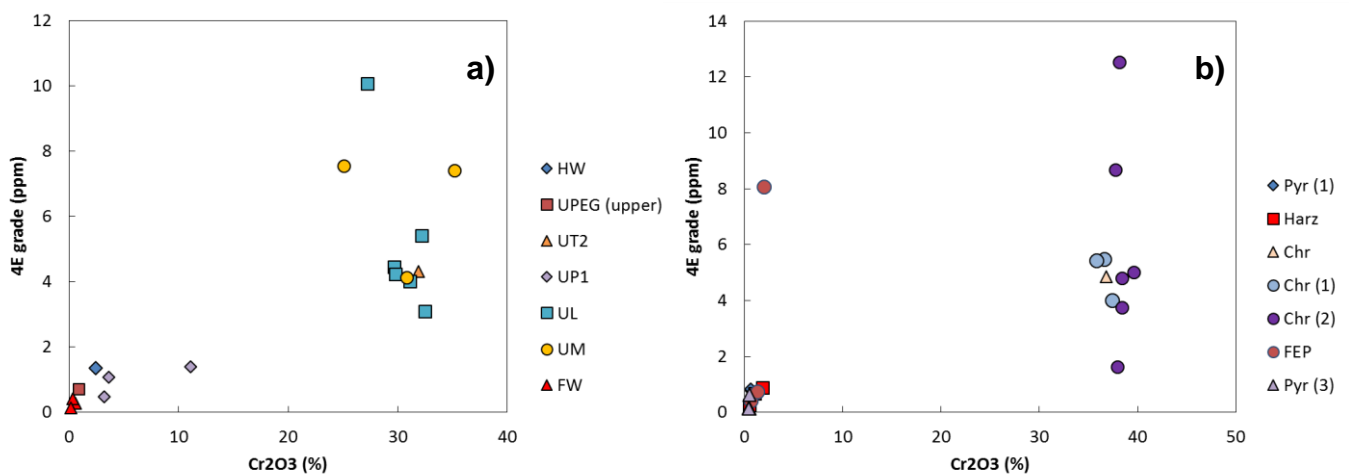 a)
12
10
8
6
4
2
0
4E grade (ppm)
0 10 20 30 40
Cr2O3 (%)
HW
UPEG (upper)
UT2
UP1
UL
UM
FW
b)
14
12
10
8
6
4
2
0
4E grade (ppm)
0 10 20 30 40 50
Cr2O3 (%)
Pyr (1)
Harz
Chr
Chr (1)
Chr (2)
FEP
Pyr (3)